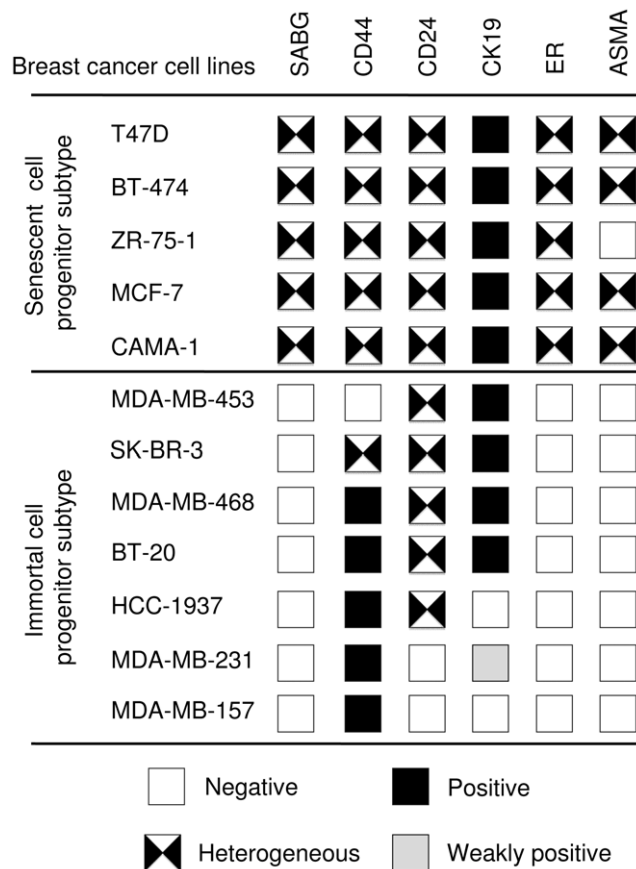 Breast cancer cell lines
SABG
CD44
CD24
CK19
ER
ASMA
Senescent cell
progenitor subtype
T47D
BT-474
ZR-75-1
MCF-7
CAMA-1
Immortal cell
progenitor subtype
MDA-MB-453
SK-BR-3
MDA-MB-468
BT-20
HCC-1937
MDA-MB-231
MDA-MB-157
Negative
Positive
Heterogeneous
Weakly positive